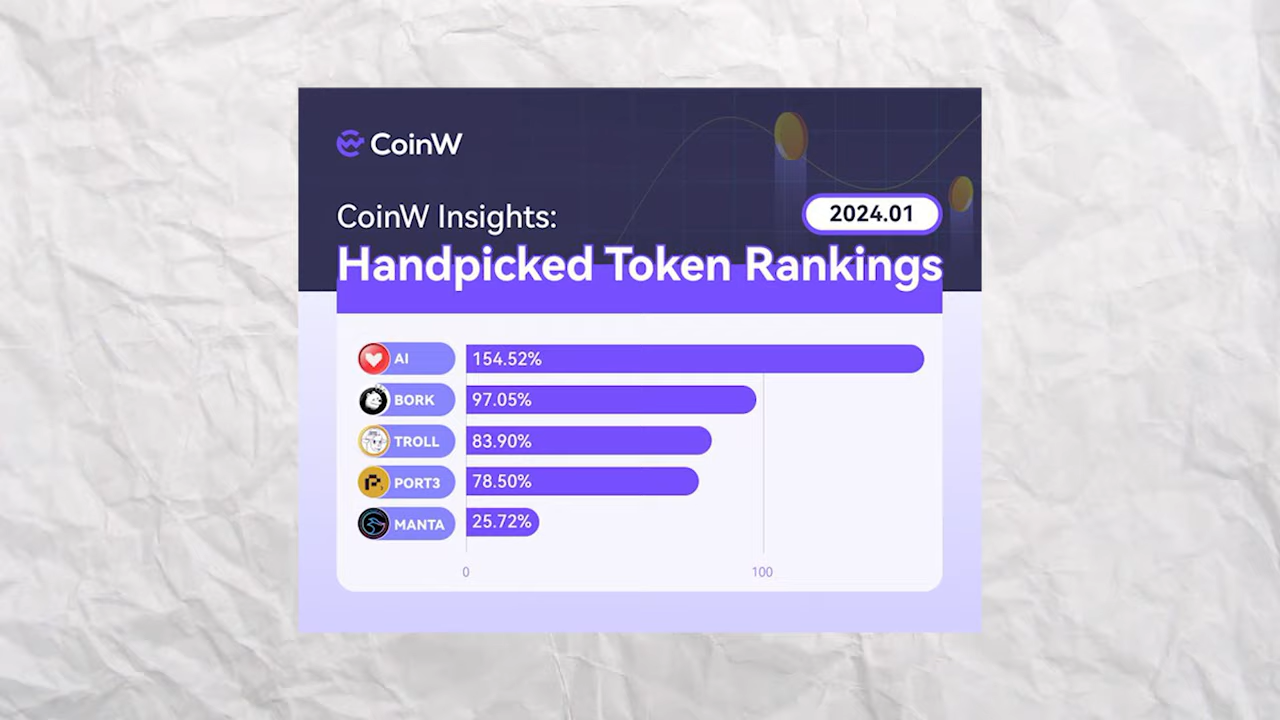 CoinW
CoinW Insights:
2024.01
Handpicked Token Rankings
AI 154.52%
BORK 97.05%
TROLL 83.90%
PORT3 78.50%
MANTA 25.72%
0 100